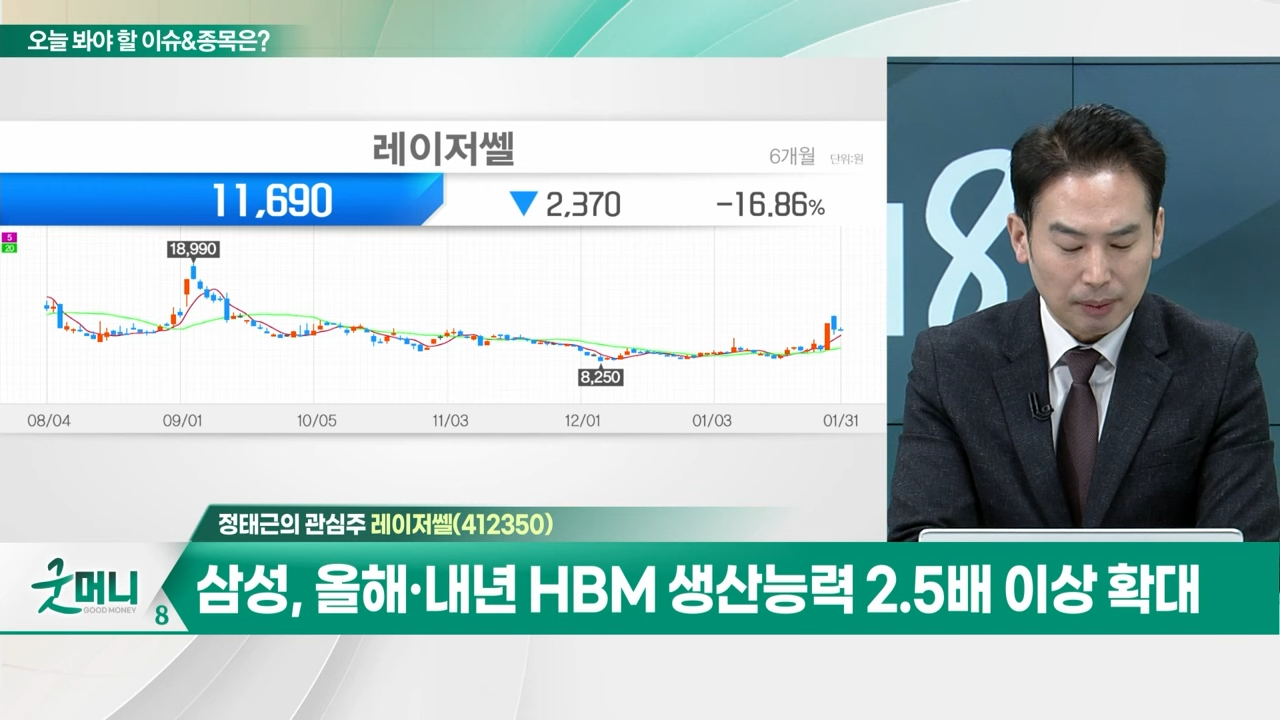 오늘 봐야 할 이슈&종목은?
레이저쎌
6개월 단위:원
11,690 ▼ 2,370 -16.86%
5
20
18,990
8,250
08/04 09/01 10/05 11/03 12/01 01/03 01/31
8
정태근의 관심주 레이저쎌(412350)
굿머니
GOOD MONEY
8
삼성, 올해·내년 HBM 생산능력 2.5배 이상 확대